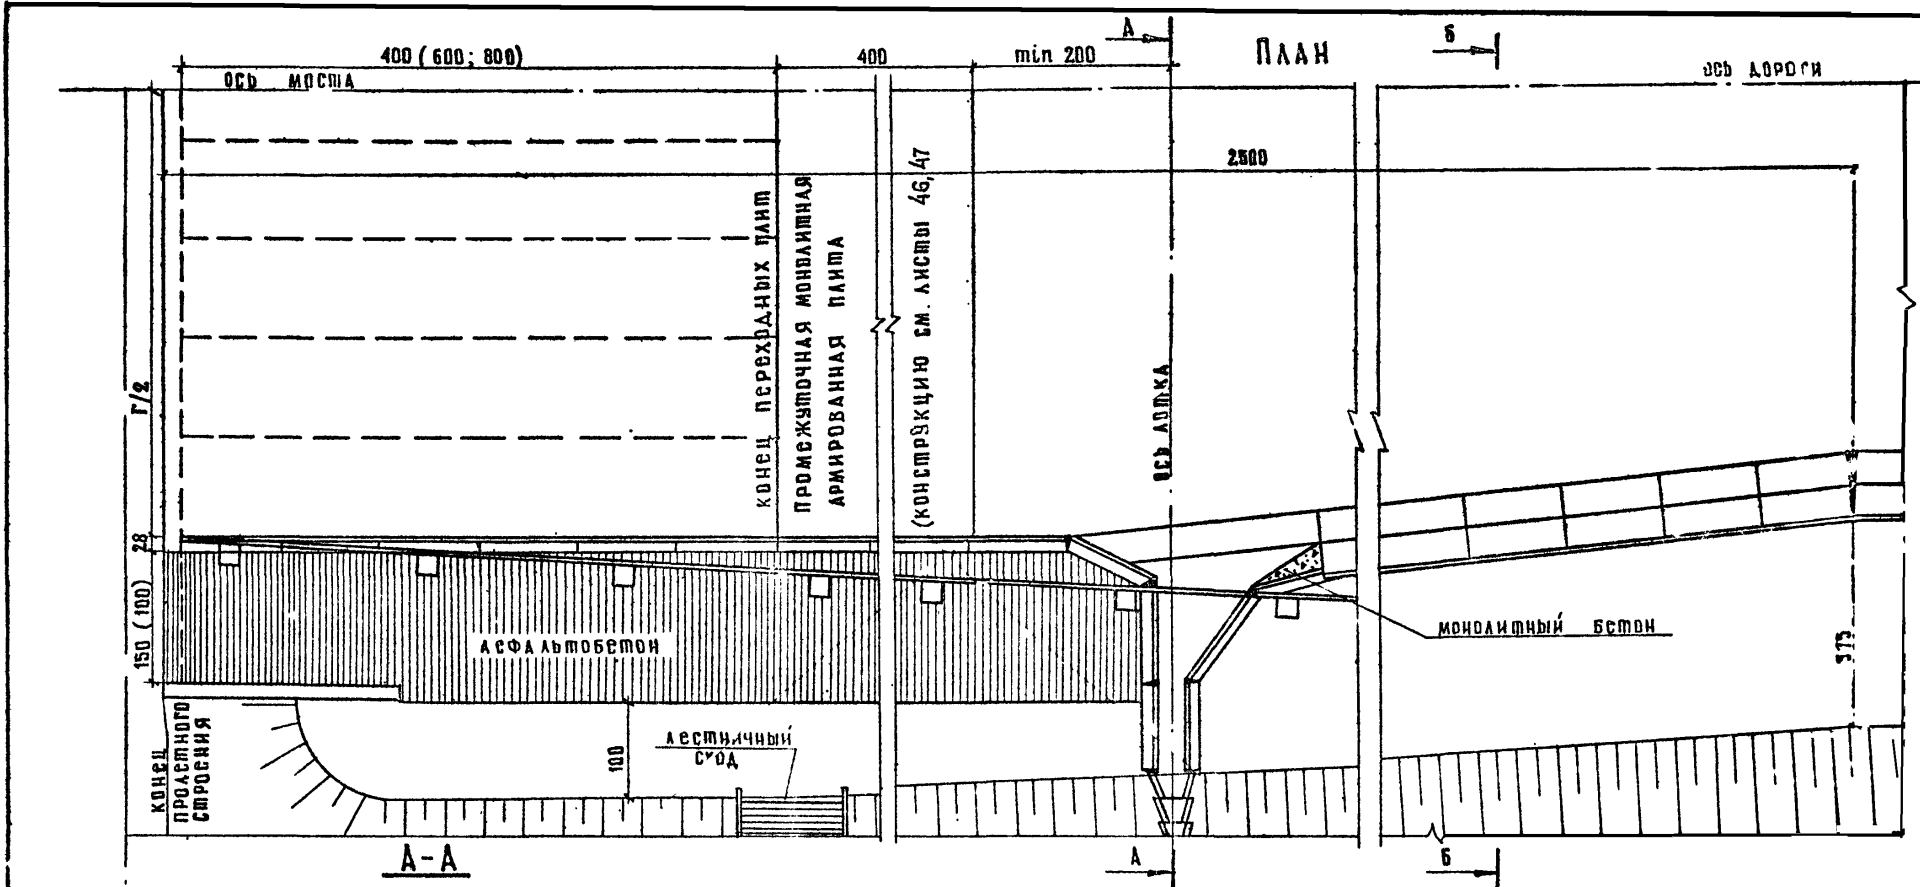 А
ПЛАН
Б
400 (600; 800)
400
min 200
ОСЬ МОСТА
ОСЬ ДОРОГИ
2500
КОНЕЦ ПЕРЕХОДНЫХ ПЛИТ
ПРОМЕЖУТОЧНАЯ МОНОЛИТНАЯ
АРМИРОВАННАЯ ПЛИТА
(КОНСТРУКЦИЮ СМ. ЛИСТЫ 46,47
ОСЬ ЛОТКА
Г/2
28
150 (100)
АСФАЛЬТОБЕТОН
МОНОЛИТНЫЙ БЕТОН
375
КОНЕЦ
ПРОЛЕТНОГО
СТРОЕНИЯ
100
ЛЕСТНИЧНЫЙ
СХОД
А-А
А
Б